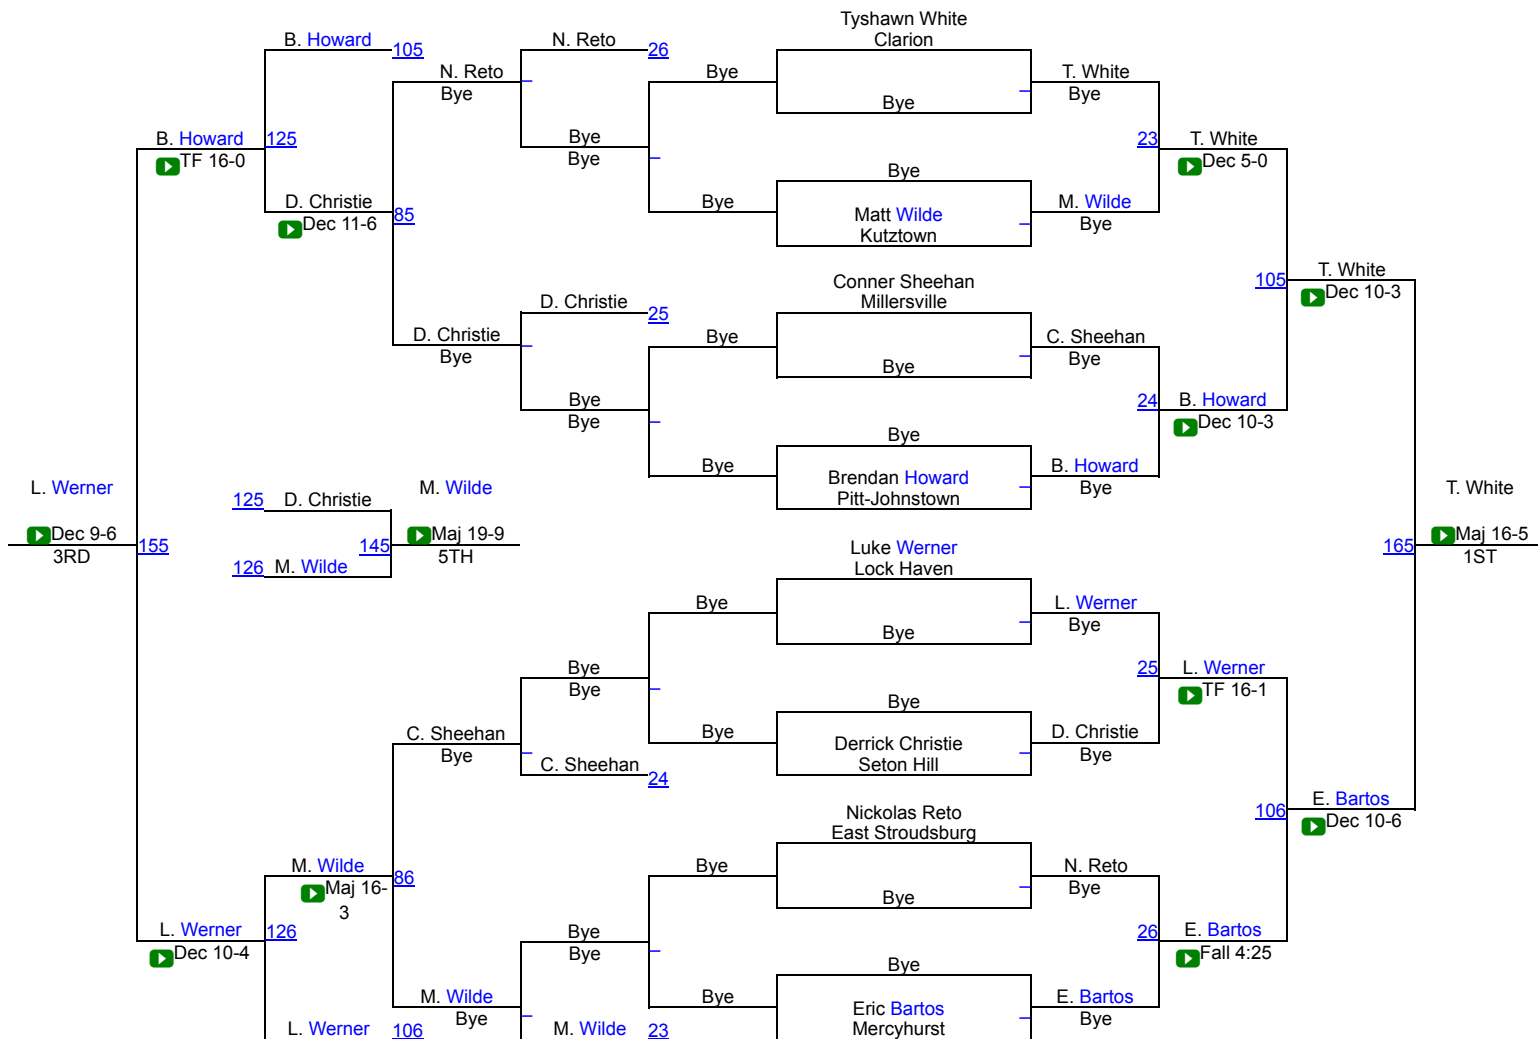 Tyshawn White
Clarion
B. Howard 105
N. Reto 26
N. Reto
Bye
Bye
T. White
Bye
Bye
Bye
Bye
B. Howard
TF 16-0
125
23
T. White
Dec 5-0
Bye
D. Christie
Dec 11-6
85
Bye
Matt Wilde
Kutztown
M. Wilde
Bye
T. White
Dec 10-3
105
Conner Sheehan
Millersville
D. Christie 25
D. Christie
Bye
Bye
C. Sheehan
Bye
Bye
Bye
Bye
24
B. Howard
Dec 10-3
Bye
Bye
Brendan Howard
Pitt-Johnstown
B. Howard
Bye
L. Werner
Dec 9-6
3RD
155
125 D. Christie
126 M. Wilde
145
M. Wilde
Maj 19-9
5TH
T. White
Maj 16-5
1ST
165
Luke Werner
Lock Haven
Bye
Bye
L. Werner
Bye
Bye
Bye
25
L. Werner
TF 16-1
Bye
C. Sheehan
Bye
Bye
Derrick Christie
Seton Hill
D. Christie
Bye
C. Sheehan 24
106
E. Bartos
Dec 10-6
Nickolas Reto
East Stroudsburg
Bye
Bye
N. Reto
Bye
M. Wilde
Maj 16-
3
86
L. Werner
Dec 10-4
126
Bye
Bye
26
E. Bartos
Fall 4:25
Bye
M. Wilde
Bye
Bye
Eric Bartos
Mercyhurst
E. Bartos
Bye
L. Werner 106
M. Wilde 23